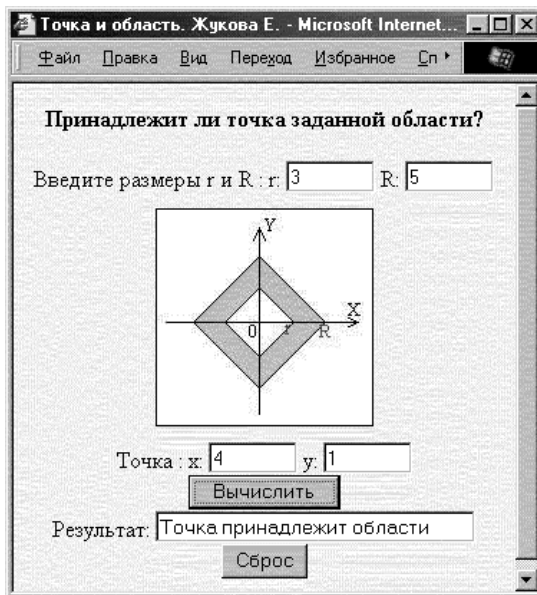 Точка и область. Жукова Е. - Microsoft Internet...
Файл Правка Вид Переход Избранное Сп
Принадлежит ли точка заданной области?
Введите размеры r и R : r: 3 R: 5
Y
X
0 r R
Точка : x: 4 y: 1
Вычислить
Результат: Точка принадлежит области
Сброс